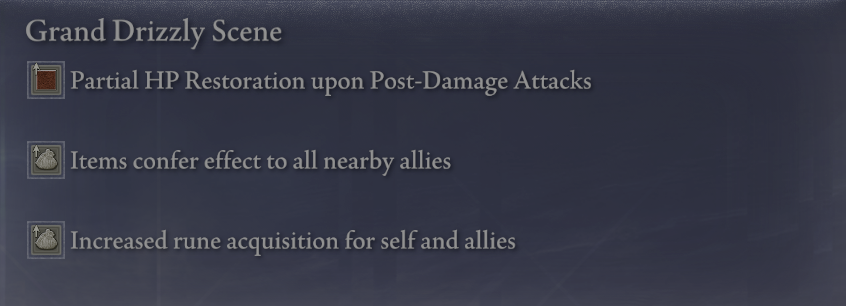 Grand Drizzly Scene
Partial HP Restoration upon Post-Damage Attacks
Items confer effect to all nearby allies
Increased rune acquisition for self and allies